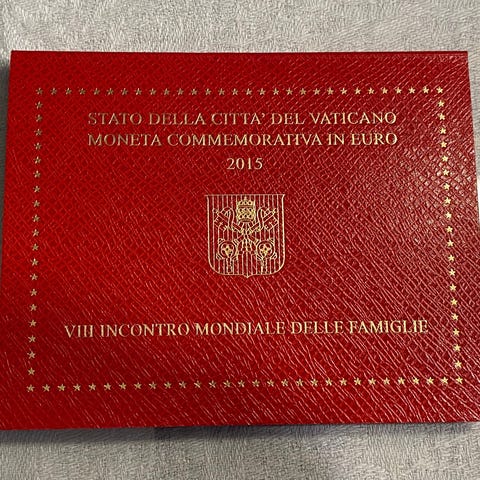 STATO DELLA CITTA' DEL VATICANO
MONETA COMMEMORATIVA IN EURO
2015
VIII INCONTRO MONDIALE DELLE FAMIGLIE